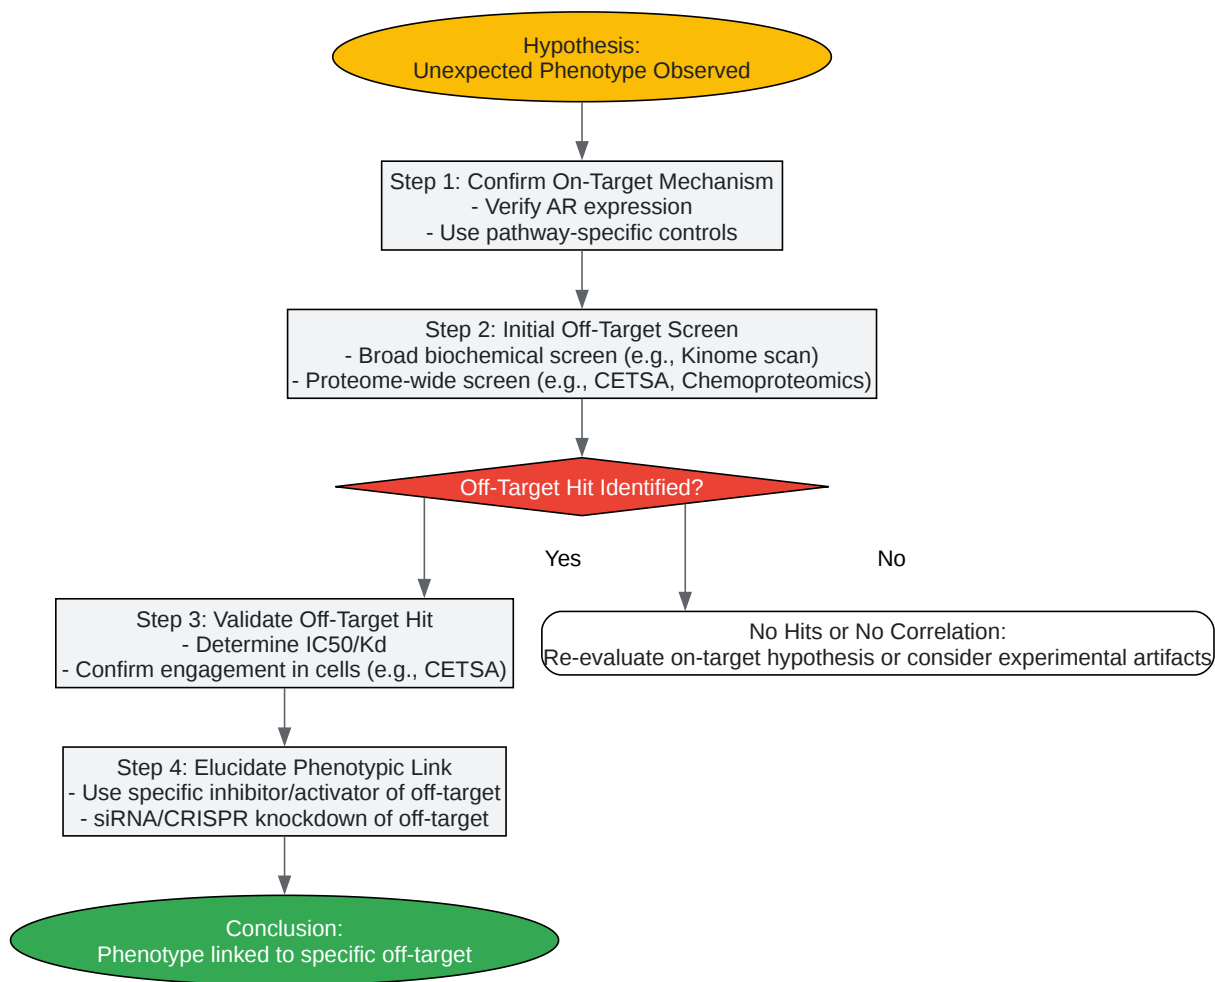 Hypothesis:
Unexpected Phenotype Observed
Step 1: Confirm On-Target Mechanism
- Verify AR expression
- Use pathway-specific controls
Step 2: Initial Off-Target Screen
- Broad biochemical screen (e.g., Kinome scan)
- Proteome-wide screen (e.g., CETSA, Chemoproteomics)
Off-Target Hit Identified?
Yes
No
Step 3: Validate Off-Target Hit
- Determine IC50/Kd
- Confirm engagement in cells (e.g., CETSA)
No Hits or No Correlation:
Re-evaluate on-target hypothesis or consider experimental artifacts
Step 4: Elucidate Phenotypic Link
- Use specific inhibitor/activator of off-target
- siRNA/CRISPR knockdown of off-target
Conclusion:
Phenotype linked to specific off-target